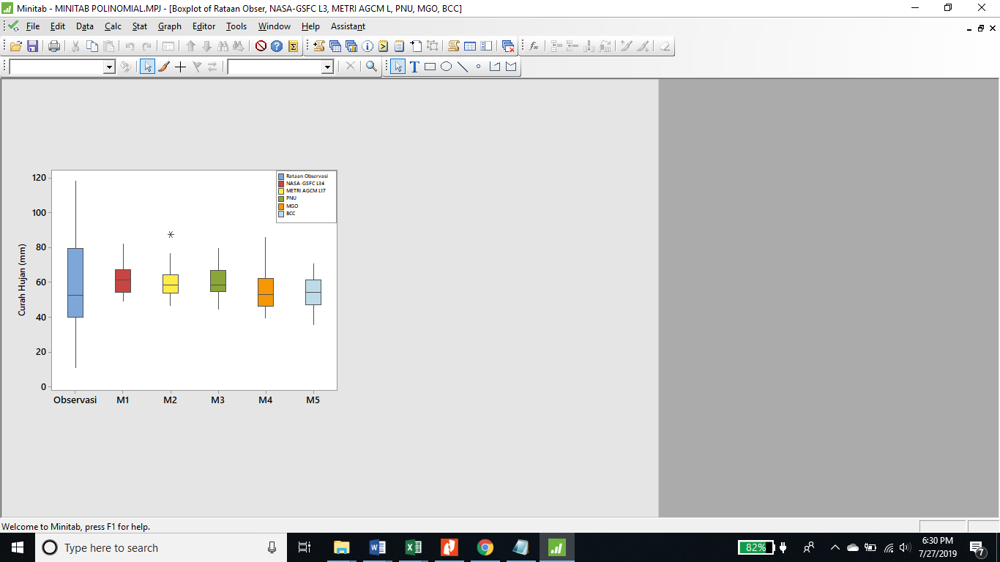 Minitab - MINITAB POLINOMIAL.MPJ - [Boxplot of Rataan Obser, NASA-GSFC L3, METRI AGCM L, PNU, MGO, BCC]
File Edit Data Calc Stat Graph Editor Tools Window Help Assistant
120
100
80
60
40
20
0
Curah Hujan (mm)
Rataan Observasi
NASA-GSFC L34
METRI AGCM L17
PNU
MGO
BCC
Observasi M1 M2 M3 M4 M5
Welcome to Minitab, press F1 for help.
Type here to search
82%
6:30 PM
7/27/2019
7